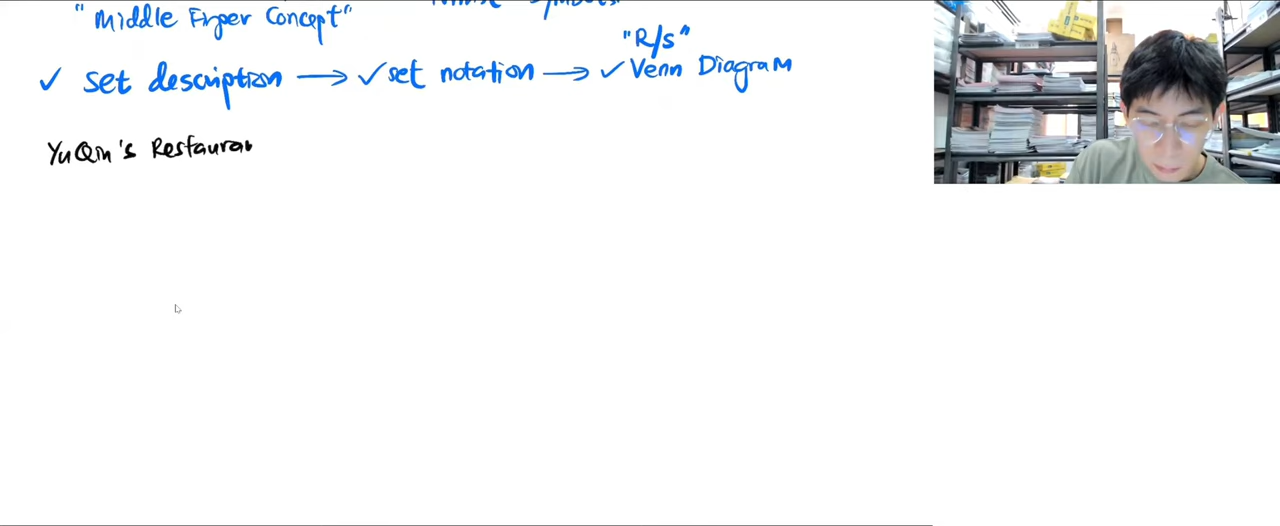 "Middle Finger Concept"
"R/s"
✓ set description → ✓ set notation → ✓ Venn Diagram
YuQin's Restauran